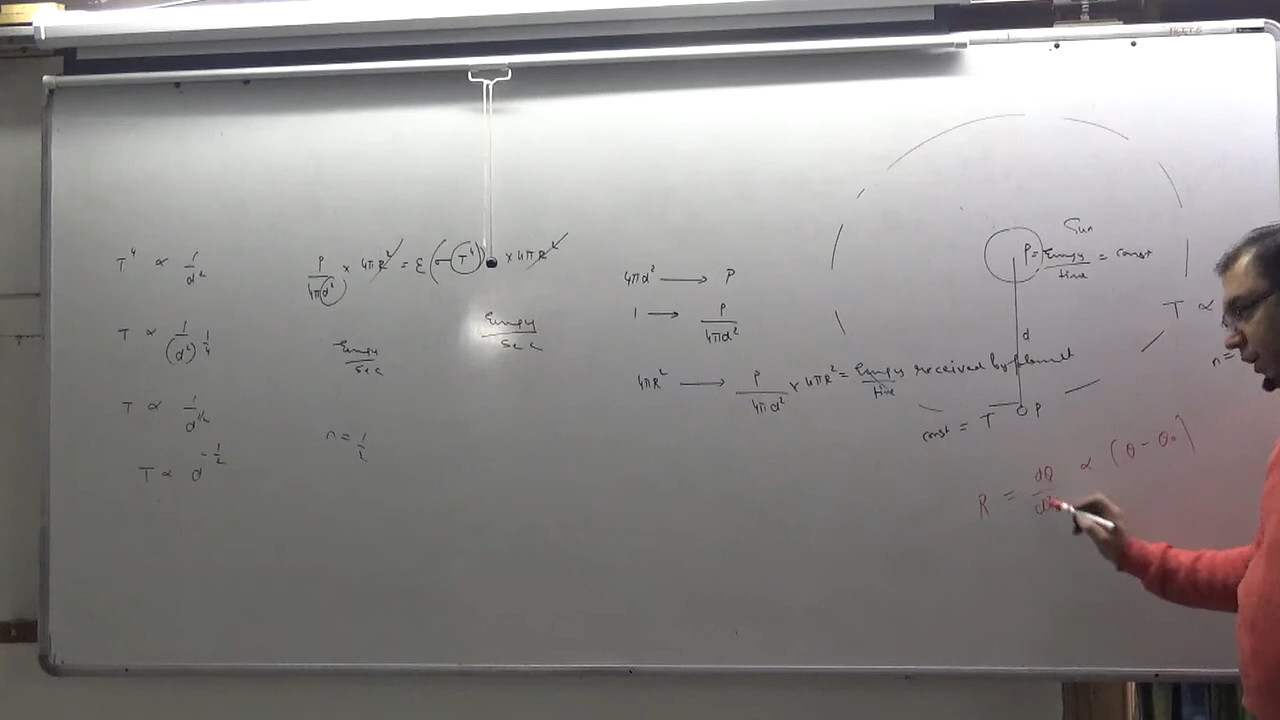 T⁴ ∝ 1/d²
T ∝ 1/(d²)^1/4
T ∝ 1/d^1/2
T ∝ d^-1/2
P/4πd² × 4πR² = ε(σT⁴) × 4πR²
Energy/sec
Energy/sec
n = 1/2
4πd² → P
1 → P/4πd²
4πR² → P/4πd² × 4πR² = Energy/time received by planet
Sun
P = Energy/time = const
d
const = T
P
T ∝
n =
R = dQ/dt ∝ (θ - θ₀)